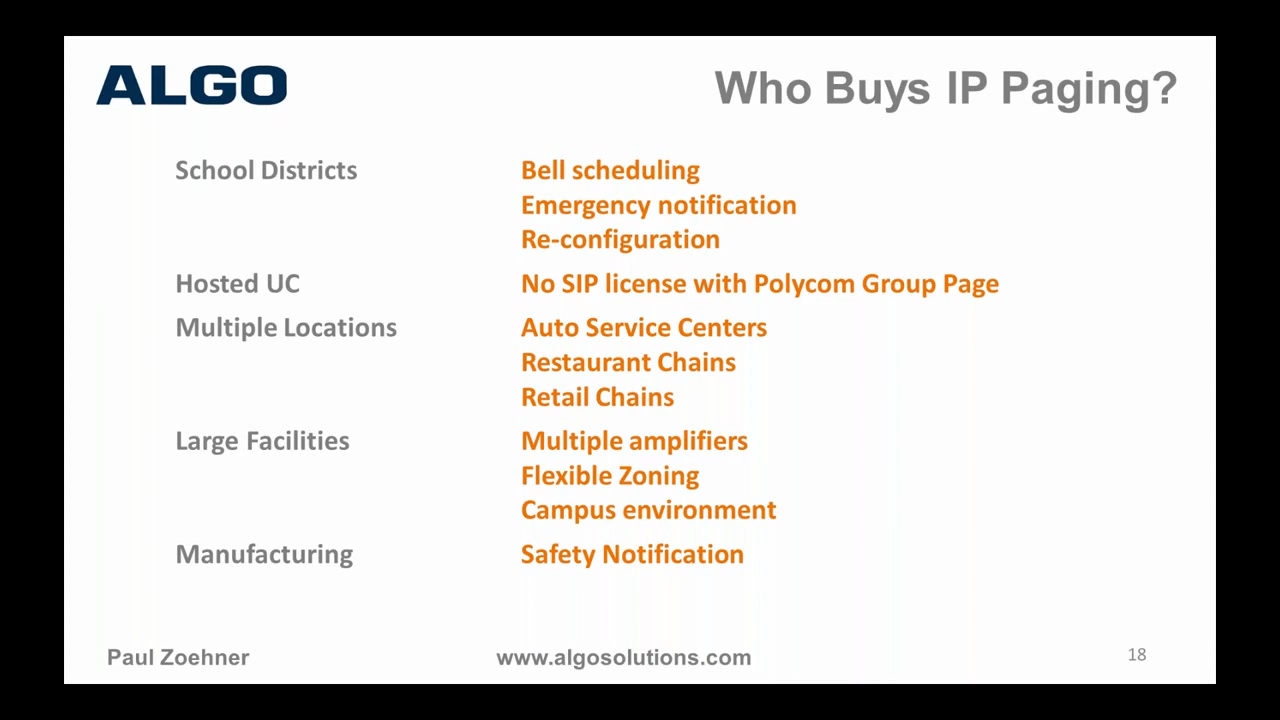 ALGO
Who Buys IP Paging?
School Districts Bell scheduling
Emergency notification
Re-configuration
Hosted UC No SIP license with Polycom Group Page
Multiple Locations Auto Service Centers
Restaurant Chains
Retail Chains
Large Facilities Multiple amplifiers
Flexible Zoning
Campus environment
Manufacturing Safety Notification
Paul Zoehner www.algosolutions.com 18